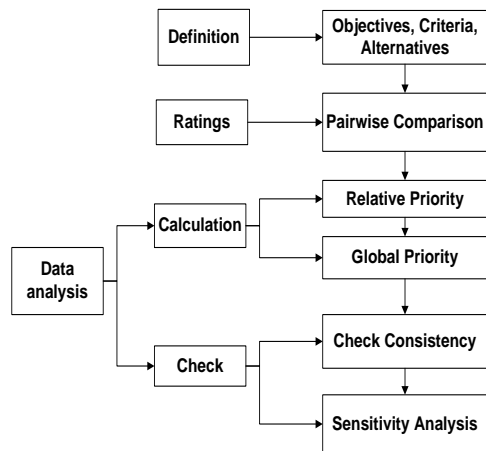 Definition
Objectives, Criteria,
Alternatives
Ratings
Pairwise Comparison
Relative Priority
Calculation
Global Priority
Data
analysis
Check Consistency
Check
Sensitivity Analysis